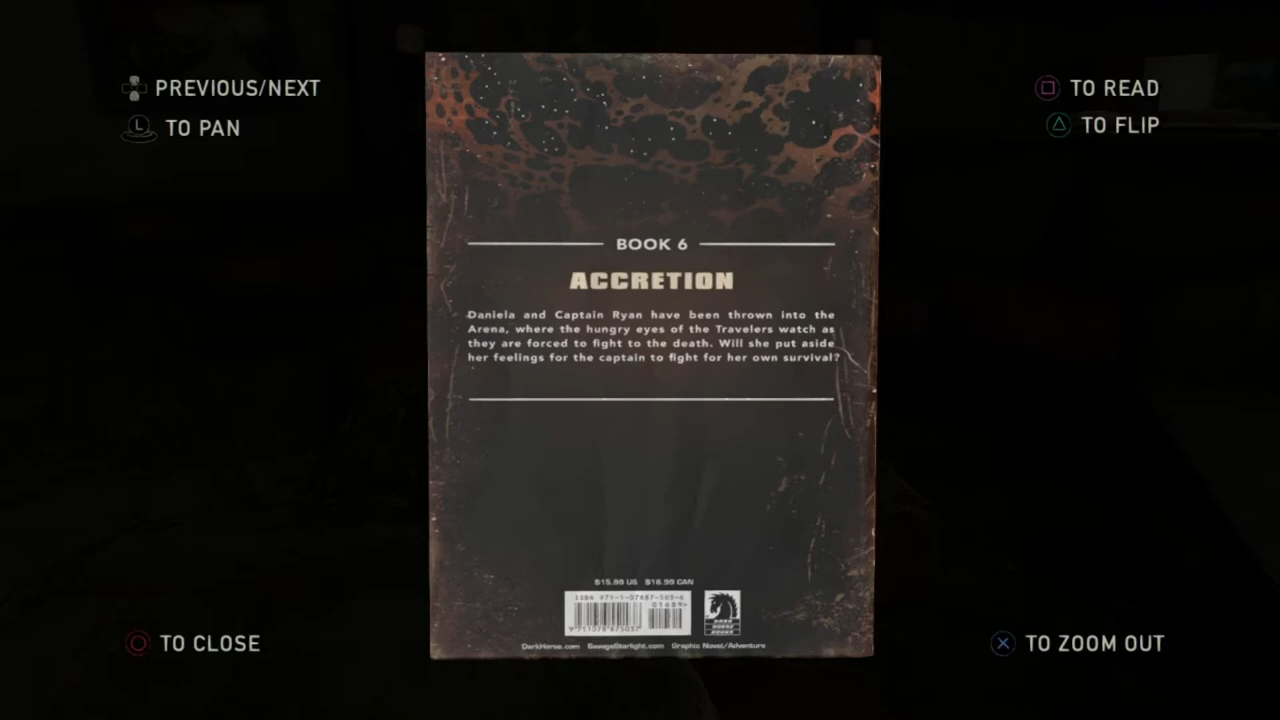 PREVIOUS/NEXT
TO PAN
TO READ
TO FLIP
BOOK 6
ACCRETION
Daniela and Captain Ryan have been thrown into the
Arena, where the hungry eyes of the Travelers watch as
they are forced to fight to the death. Will she put aside
her feelings for the captain to fight for her own survival?
$15.99 US $16.99 CAN
DARK
HORSE
BOOKS
DarkHorse.com SavageStarlight.com Graphic Novel/Adventure
TO CLOSE
TO ZOOM OUT